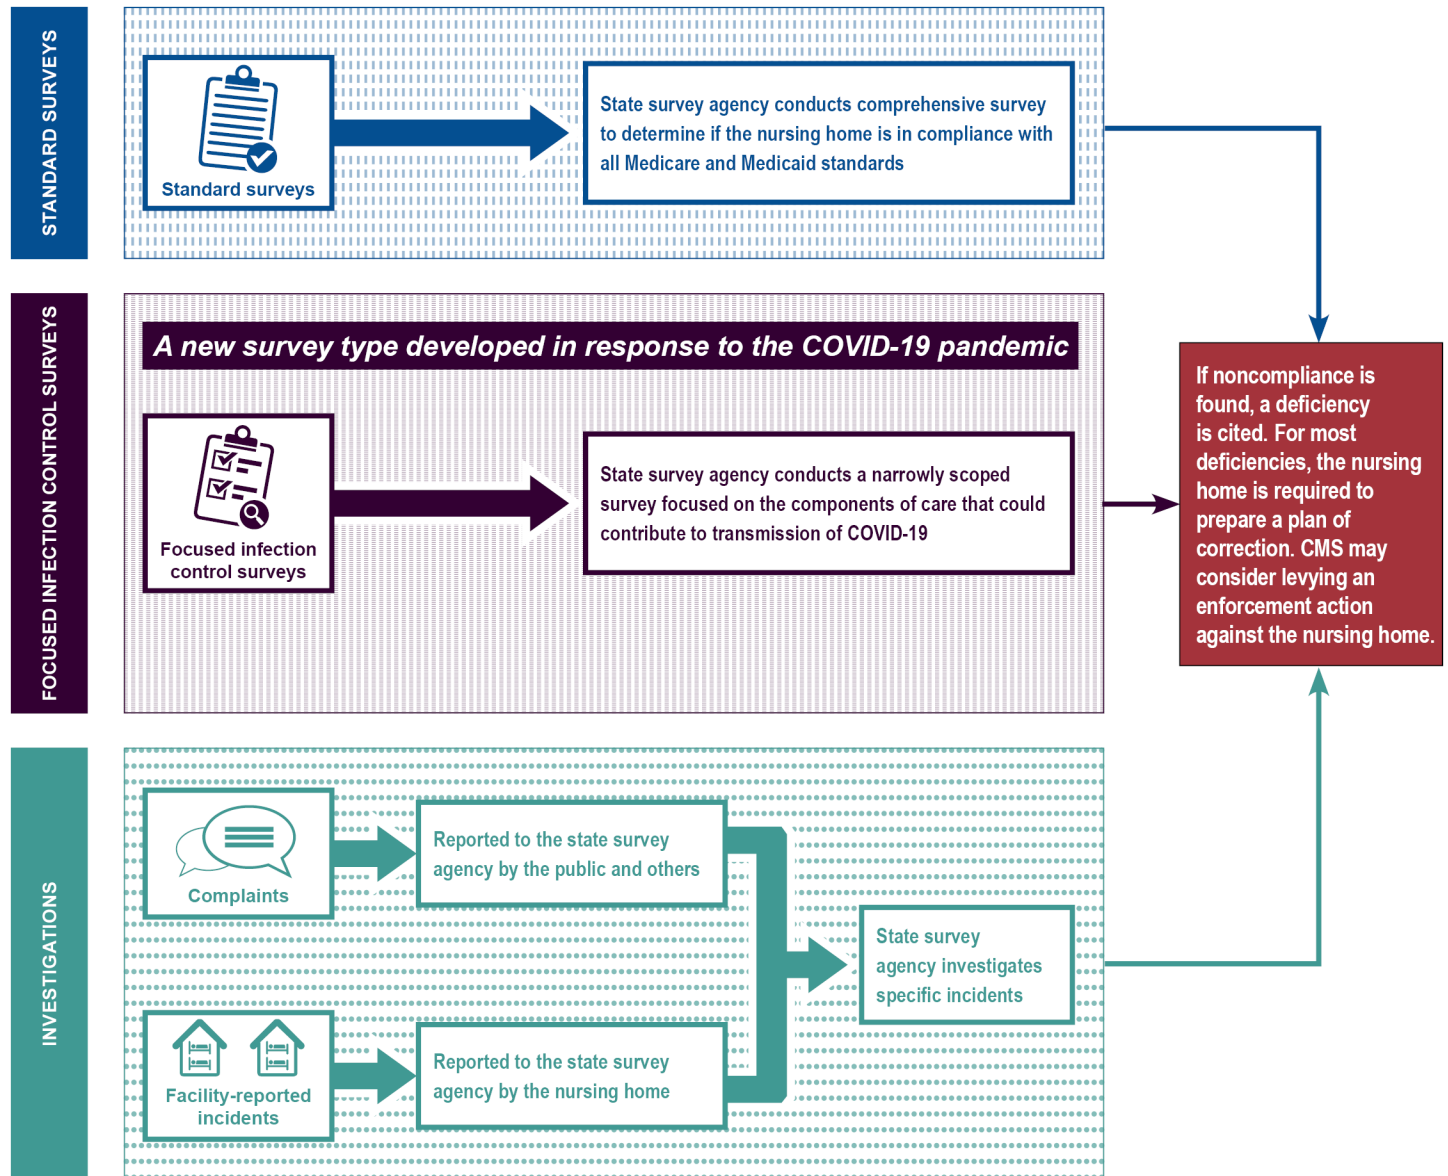 STANDARD SURVEYS
Standard surveys
State survey agency conducts comprehensive survey
to determine if the nursing home is in compliance with
all Medicare and Medicaid standards
FOCUSED INFECTION CONTROL SURVEYS
A new survey type developed in response to the COVID-19 pandemic
Focused infection
control surveys
State survey agency conducts a narrowly scoped
survey focused on the components of care that could
contribute to transmission of COVID-19
If noncompliance is
found, a deficiency
is cited. For most
deficiencies, the nursing
home is required to
prepare a plan of
correction. CMS may
consider levying an
enforcement action
against the nursing home.
INVESTIGATIONS
Complaints
Reported to the state survey
agency by the public and others
Facility-reported
incidents
Reported to the state survey
agency by the nursing home
State survey
agency investigates
specific incidents